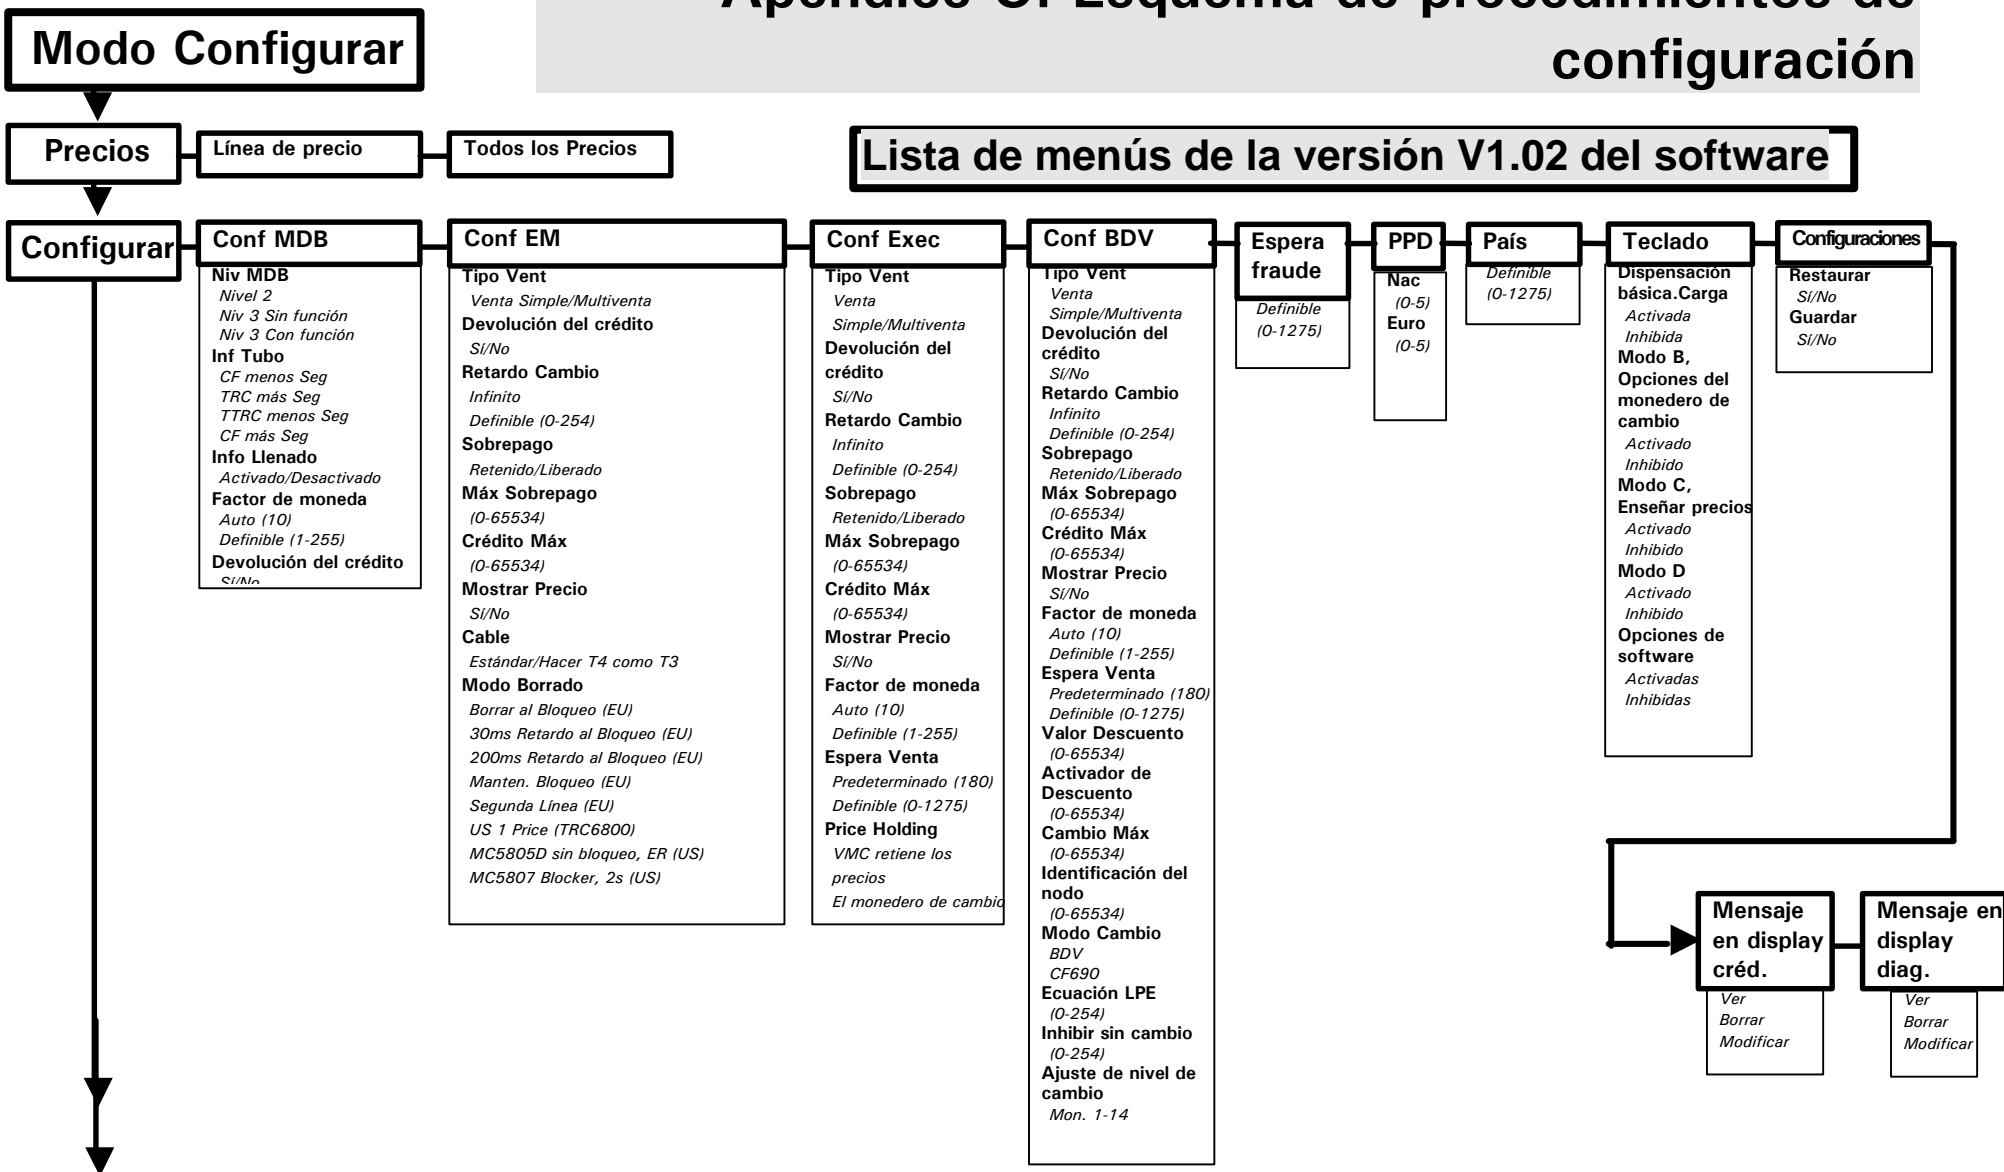 Apéndice C. Esquema de procedimientos de
configuración
Modo Configurar
Precios
Línea de precio
Todos los Precios
Lista de menús de la versión V1.02 del software
Configurar
Conf MDB
Niv MDB
Nivel 2
Niv 3 Sin función
Niv 3 Con función
Inf Tubo
CF menos Seg
TRC más Seg
TTRC menos Seg
CF más Seg
Info Llenado
Activado/Desactivado
Factor de moneda
Auto (10)
Definible (1-255)
Devolución del crédito
Sí/No
Conf EM
Tipo Vent
Venta Simple/Multiventa
Devolución del crédito
Sí/No
Retardo Cambio
Infinito
Definible (0-254)
Sobrepago
Retenido/Liberado
Máx Sobrepago
(0-65534)
Crédito Máx
(0-65534)
Mostrar Precio
Sí/No
Cable
Estándar/Hacer T4 como T3
Modo Borrado
Borrar al Bloqueo (EU)
30ms Retardo al Bloqueo (EU)
200ms Retardo al Bloqueo (EU)
Manten. Bloqueo (EU)
Segunda Línea (EU)
US 1 Price (TRC6800)
MC5805D sin bloqueo, ER (US)
MC5807 Blocker, 2s (US)
Conf Exec
Tipo Vent
Venta
Simple/Multiventa
Devolución del
crédito
Sí/No
Retardo Cambio
Infinito
Definible (0-254)
Sobrepago
Retenido/Liberado
Máx Sobrepago
(0-65534)
Crédito Máx
(0-65534)
Mostrar Precio
Sí/No
Factor de moneda
Auto (10)
Definible (1-255)
Espera Venta
Predeterminado (180)
Definible (0-1275)
Price Holding
VMC retiene los
precios
El monedero de cambio
Conf BDV
Tipo Vent
Venta
Simple/Multiventa
Devolución del
crédito
Sí/No
Retardo Cambio
Infinito
Definible (0-254)
Sobrepago
Retenido/Liberado
Máx Sobrepago
(0-65534)
Crédito Máx
(0-65534)
Mostrar Precio
Sí/No
Factor de moneda
Auto (10)
Definible (1-255)
Espera Venta
Predeterminado (180)
Definible (0-1275)
Valor Descuento
(0-65534)
Activador de
Descuento
(0-65534)
Cambio Máx
(0-65534)
Identificación del
nodo
(0-65534)
Modo Cambio
BDV
CF690
Ecuación LPE
(0-254)
Inhibir sin cambio
(0-254)
Ajuste de nivel de
cambio
Mon. 1-14
Espera
fraude
Definible
(0-1275)
PPD
Nac
(0-5)
Euro
(0-5)
País
Definible
(0-1275)
Teclado
Dispensación
básica.Carga
Activada
Inhibida
Modo B,
Opciones del
monedero de
cambio
Activado
Inhibido
Modo C,
Enseñar precios
Activado
Inhibido
Modo D
Activado
Inhibido
Opciones de
software
Activadas
Inhibidas
Configuraciones
Restaurar
Sí/No
Guardar
Sí/No
Mensaje
en display
créd.
Ver
Borrar
Modificar
Mensaje en
display
diag.
Ver
Borrar
Modificar